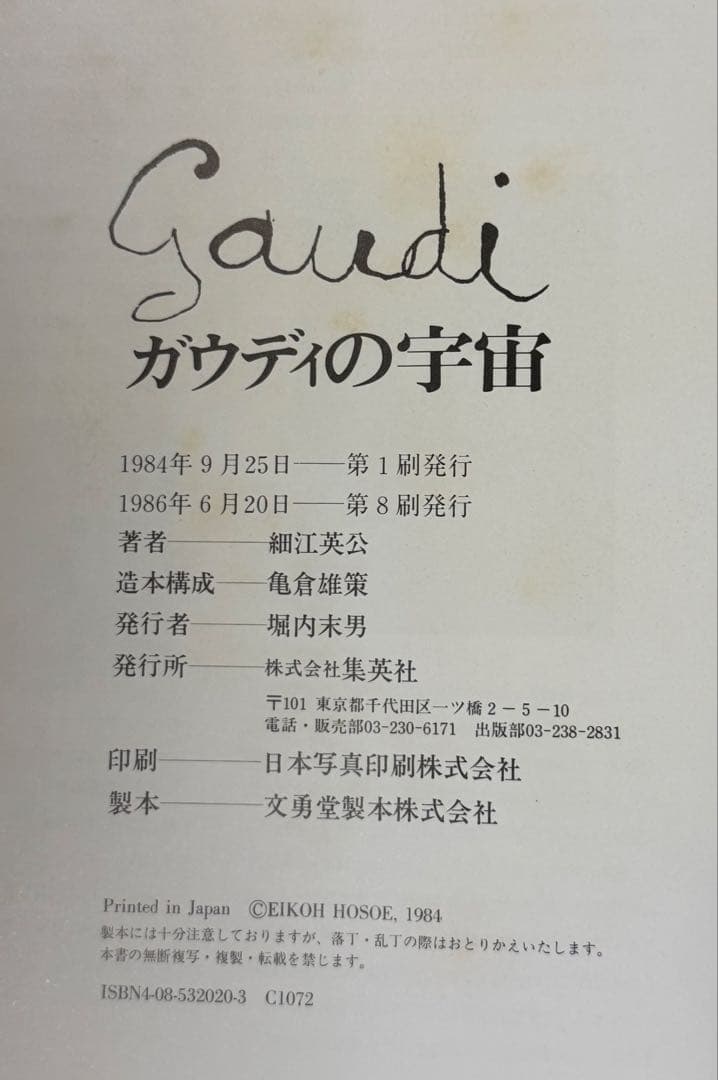 Gaudi
ガウディの宇宙
1984年9月25日――第1刷発行
1986年6月20日――第8刷発行
著者――――細江英公
造本構成――亀倉雄策
発行者―――堀内末男
発行所―――株式会社集英社
〒101 東京都千代田区一ツ橋2-5-10
電話・販売部03-230-6171 出版部03-238-2831
印刷――――日本写真印刷株式会社
製本――――文勇堂製本株式会社
Printed in Japan ©EIKOH HOSOE, 1984
製本には十分注意しておりますが、落丁・乱丁の際はおとりかえいたします。
本書の無断複写・複製・転載を禁じます。
ISBN4-08-532020-3 C1072